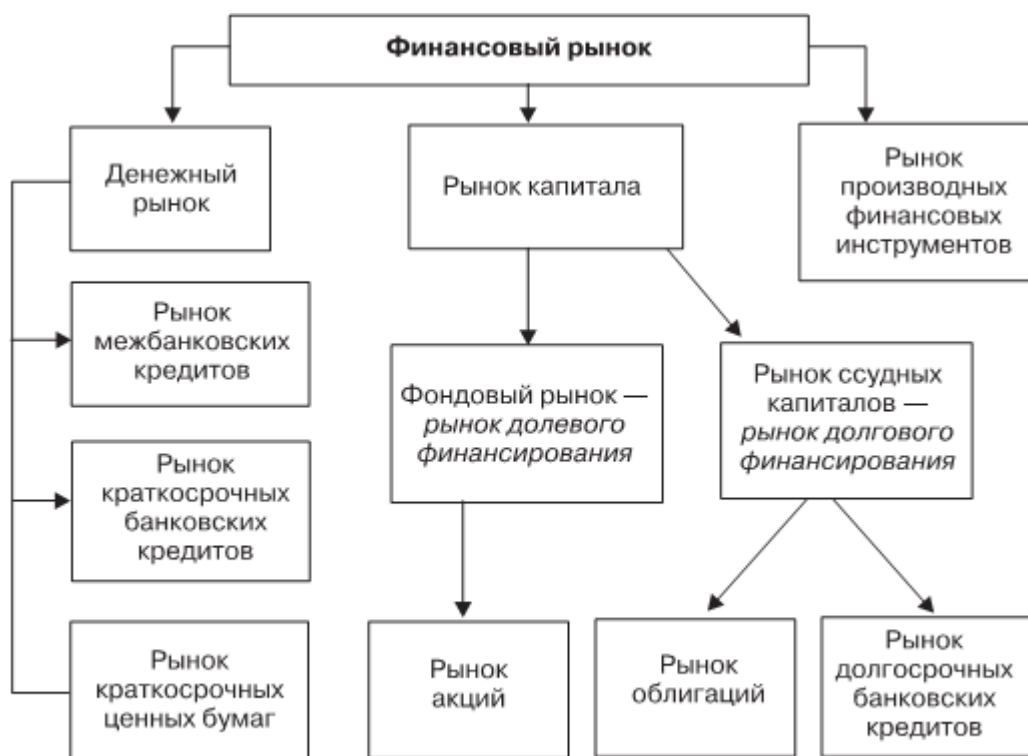 Финансовый рынок
Денежный
рынок
Рынок капитала
Рынок
производных
финансовых
инструментов
Рынок
межбанковских
кредитов
Фондовый рынок —
рынок долевого
финансирования
Рынок ссудных
капиталов —
рынок долгового
финансирования
Рынок
краткосрочных
банковских
кредитов
Рынок
краткосрочных
ценных бумаг
Рынок
акций
Рынок
облигаций
Рынок
долгосрочных
банковских
кредитов